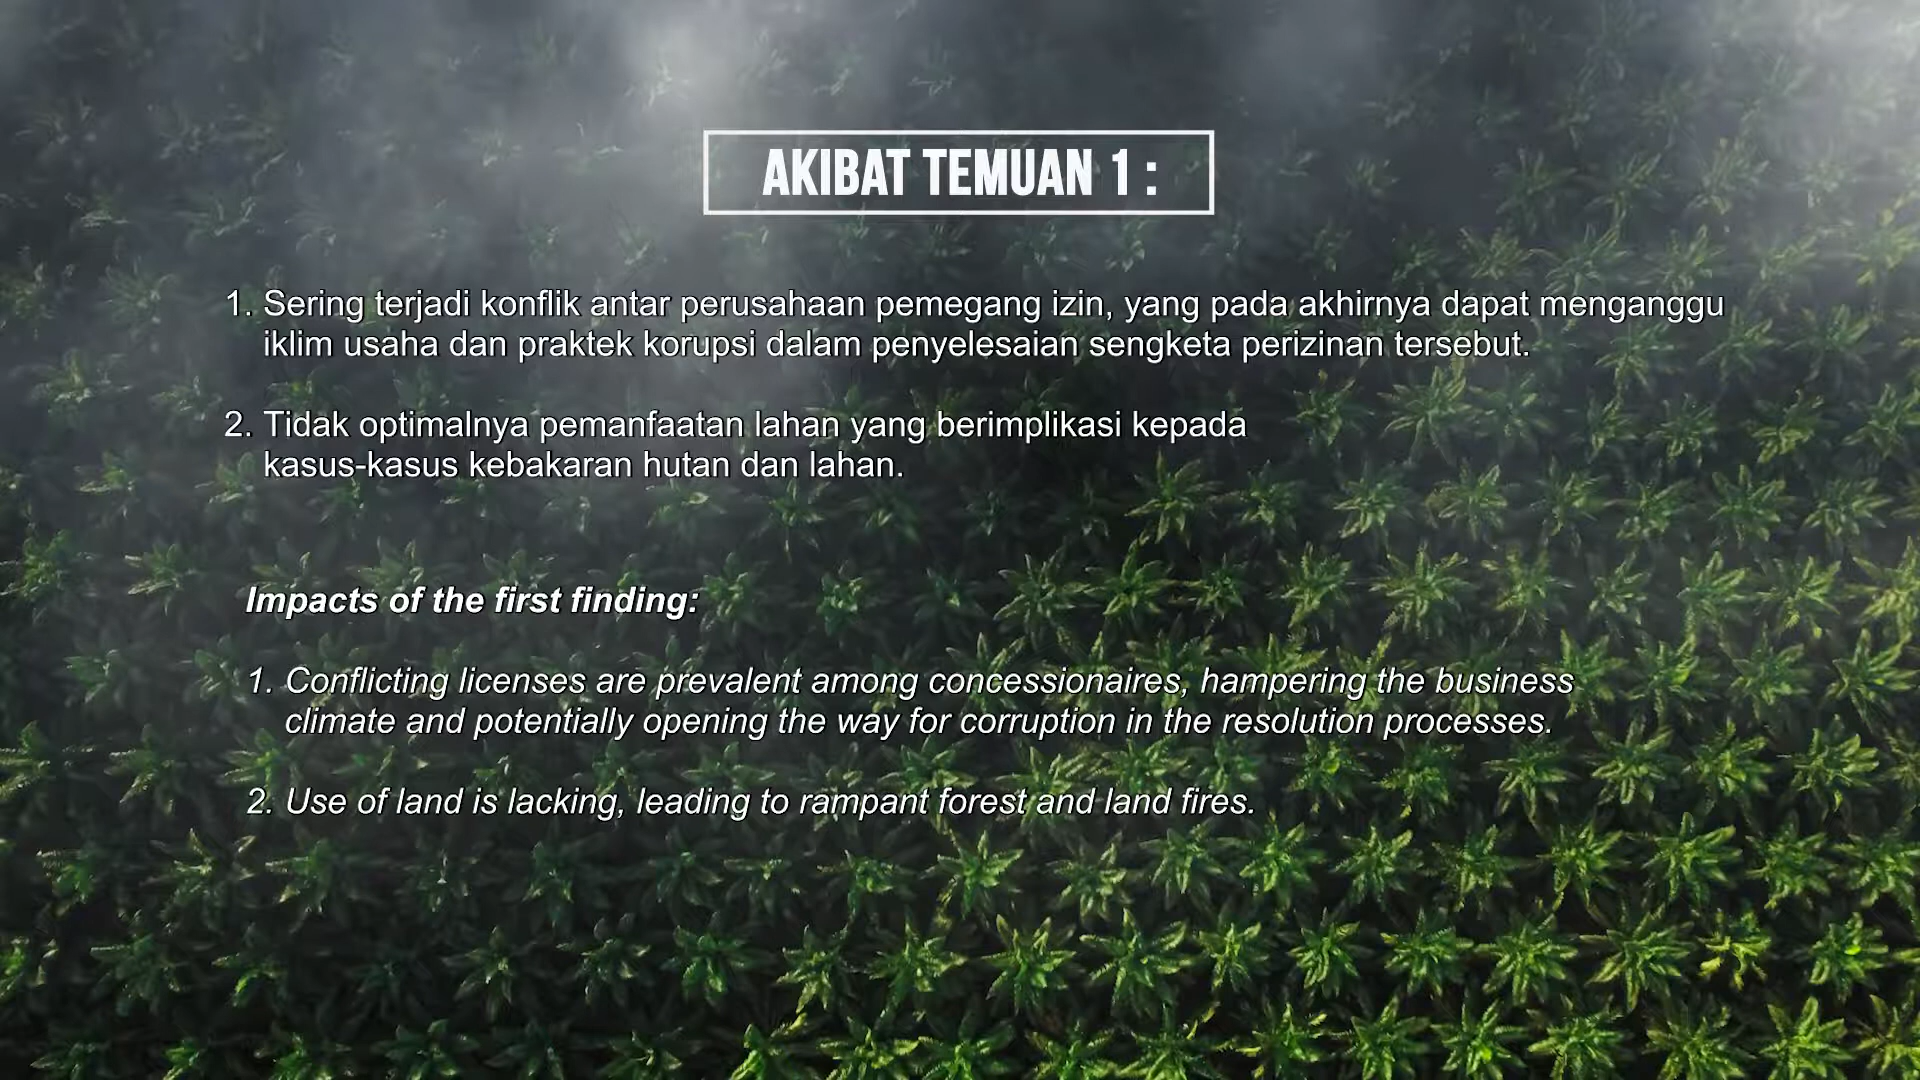 AKIBAT TEMUAN 1 :
1. Sering terjadi konflik antar perusahaan pemegang izin, yang pada akhirnya dapat menganggu
iklim usaha dan praktek korupsi dalam penyelesaian sengketa perizinan tersebut.
2. Tidak optimalnya pemanfaatan lahan yang berimplikasi kepada
kasus-kasus kebakaran hutan dan lahan.
Impacts of the first finding:
1. Conflicting licenses are prevalent among concessionaires, hampering the business
climate and potentially opening the way for corruption in the resolution processes.
2. Use of land is lacking, leading to rampant forest and land fires.